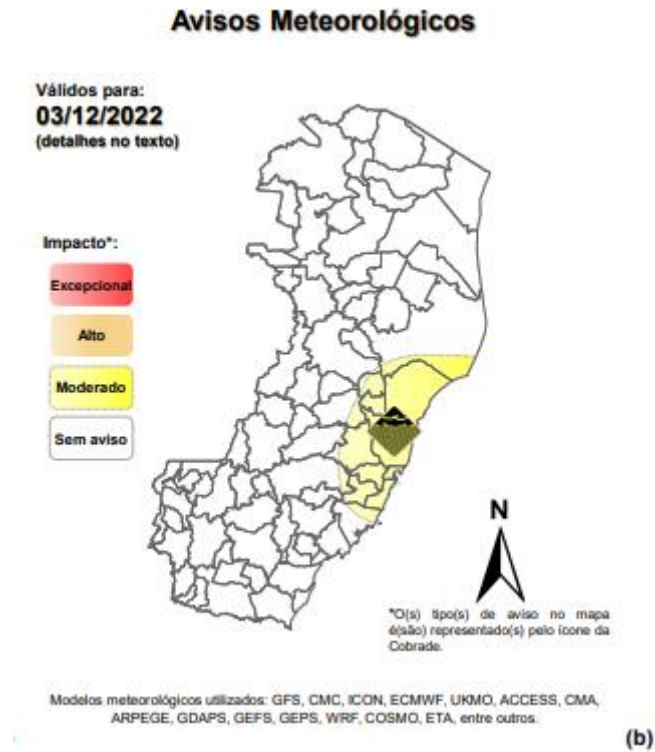 Avisos Meteorológicos
Válidos para:
03/12/2022
(detalhes no texto)
Impacto*:
Excepcional
Alto
Moderado
Sem aviso
N
*O(s) tipo(s) de aviso no mapa
é(são) representado(s) pelo ícone da
Cobrade.
Modelos meteorológicos utilizados: GFS, CMC, ICON, ECMWF, UKMO, ACCESS, CMA,
ARPEGE, GDAPS, GEFS, GEPS, WRF, COSMO, ETA, entre outros.
(b)